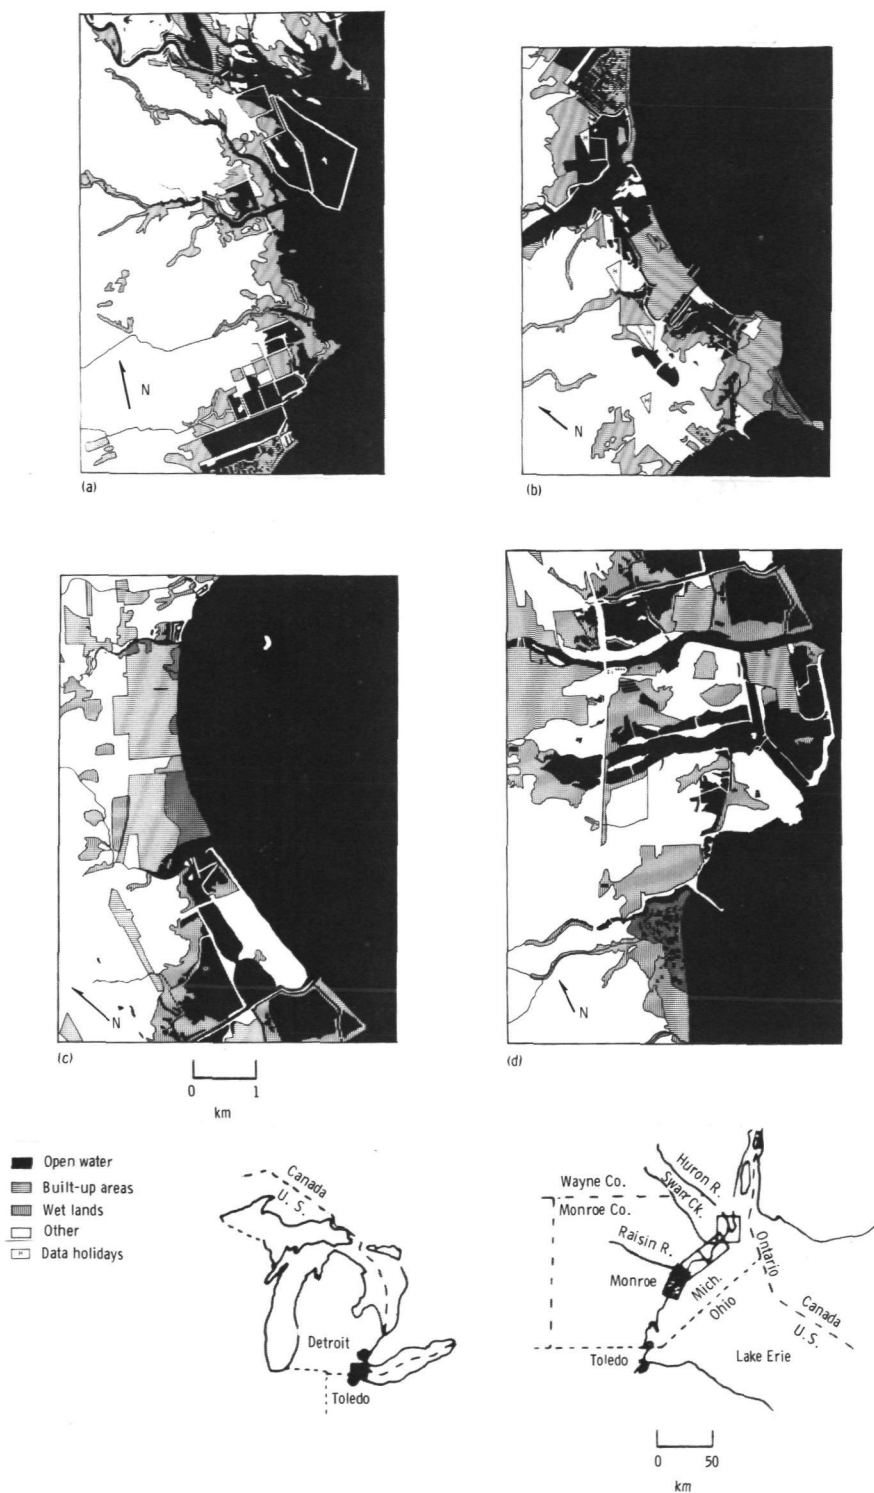 N
(a)
H
H
H
H
N
(b)
N
(c)
N
(d)
0 1
km
Open water
Built-up areas
Wet lands
Other
H Data holidays
Canada
U. S.
Detroit
Toledo
Wayne Co.
Monroe Co.
Huron R.
Swan Ck.
Raisin R.
Monroe
Mich.
Ohio
Ontario
Canada
U. S.
Toledo
Lake Erie
0 50
km